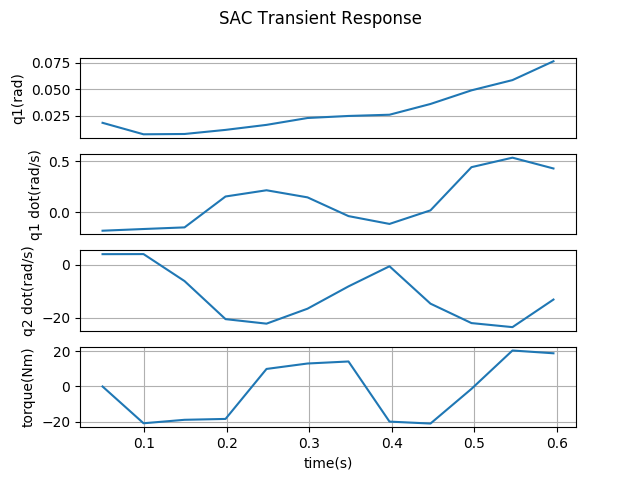 SAC Transient Response
0.075
0.050
0.025
q1(rad)
0.5
0.0
q1 dot(rad/s)
0
−20
q2 dot(rad/s)
20
0
−20
torque(Nm)
0.1 0.2 0.3 0.4 0.5 0.6
time(s)